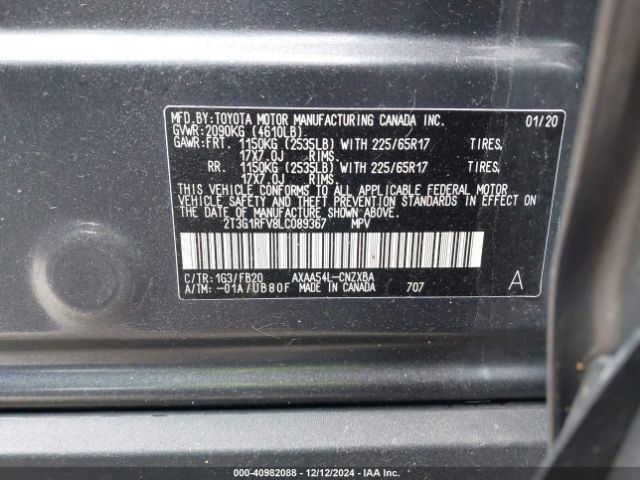 MFD.BY:TOYOTA MOTOR MANUFACTURING CANADA INC. 01/20
GVWR:2090KG (4610LB)
GAWR:FRT. 1150KG (2535LB) WITH 225/65R17 TIRES,
17X7.0J RIMS.
RR. 1150KG (2535LB) WITH 225/65R17 TIRES,
17X7.0J RIMS.
THIS VEHICLE CONFORMS TO ALL APPLICABLE FEDERAL MOTOR
VEHICLE SAFETY AND THEFT PREVENTION STANDARDS IN EFFECT ON
THE DATE OF MANUFACTURE SHOWN ABOVE.
2T3G1RFV8LC089367 MPV
C/TR:1G3/FB20 AXAA54L-CNZXBA A
A/TM:-01A/UB80F MADE IN CANADA 707
000-40982088 - 12/12/2024 - IAA Inc.